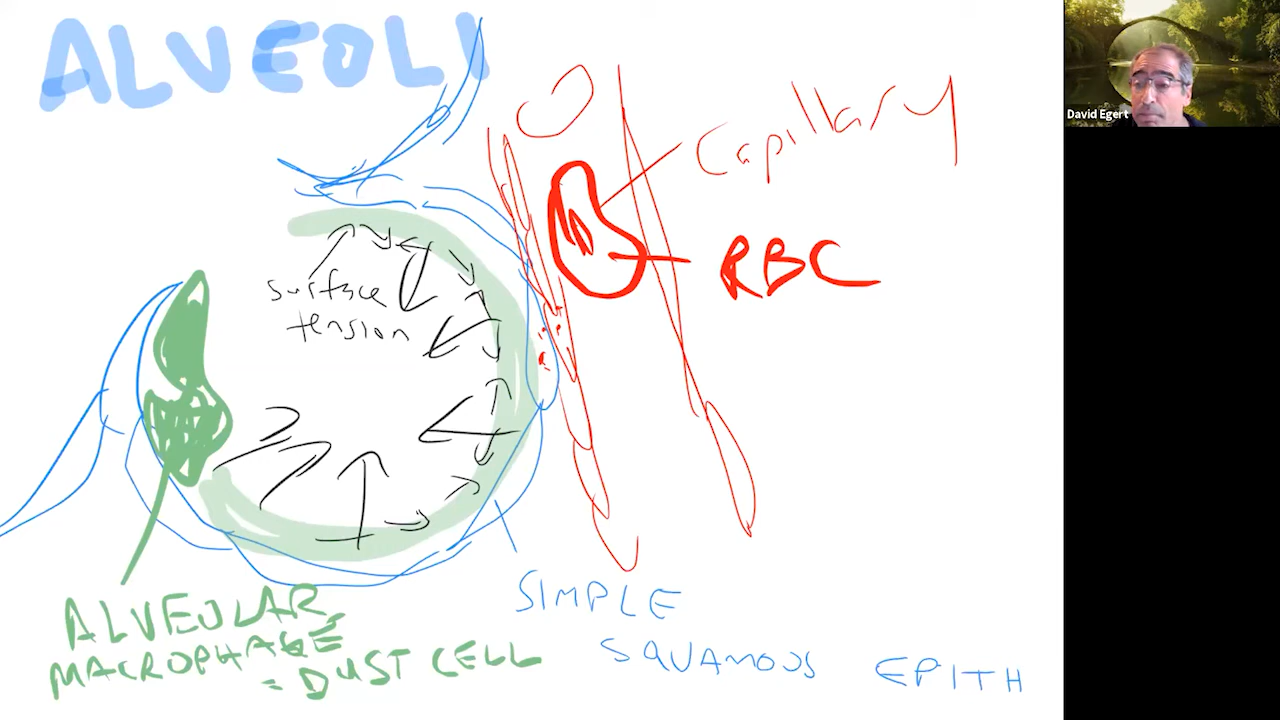 ALVEOLI
David Egert
Capillary
RBC
surface
tension
SIMPLE
SQUAMOUS EPITH
ALVEOLAR
MACROPHAGE
= DUST CELL